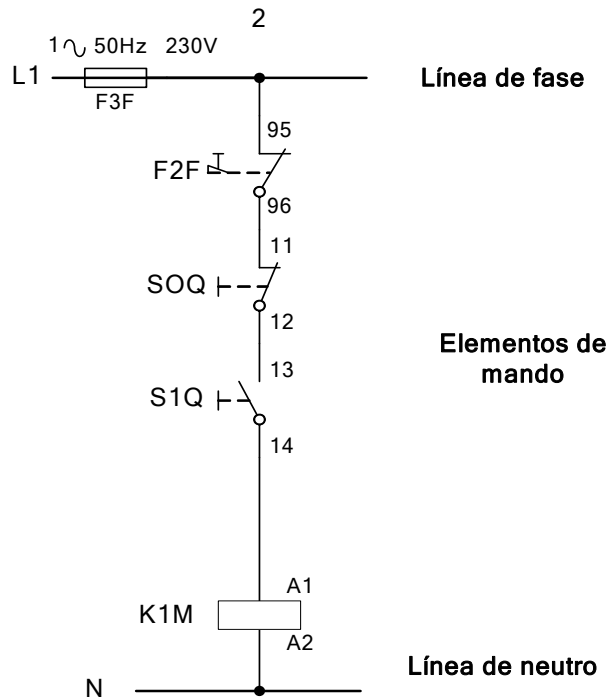 2
1∿ 50Hz 230V
L1
Línea de fase
F3F
95
F2F
96
11
SOQ
12
Elementos de
mando
13
S1Q
14
A1
K1M
A2
Línea de neutro
N